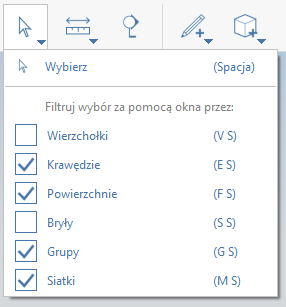 Wybierz (Spacja)
Filtruj wybór za pomocą okna przez:
Wierzchołki (V S)
Krawędzie (E S)
Powierzchnie (F S)
Bryły (S S)
Grupy (G S)
Siatki (M S)